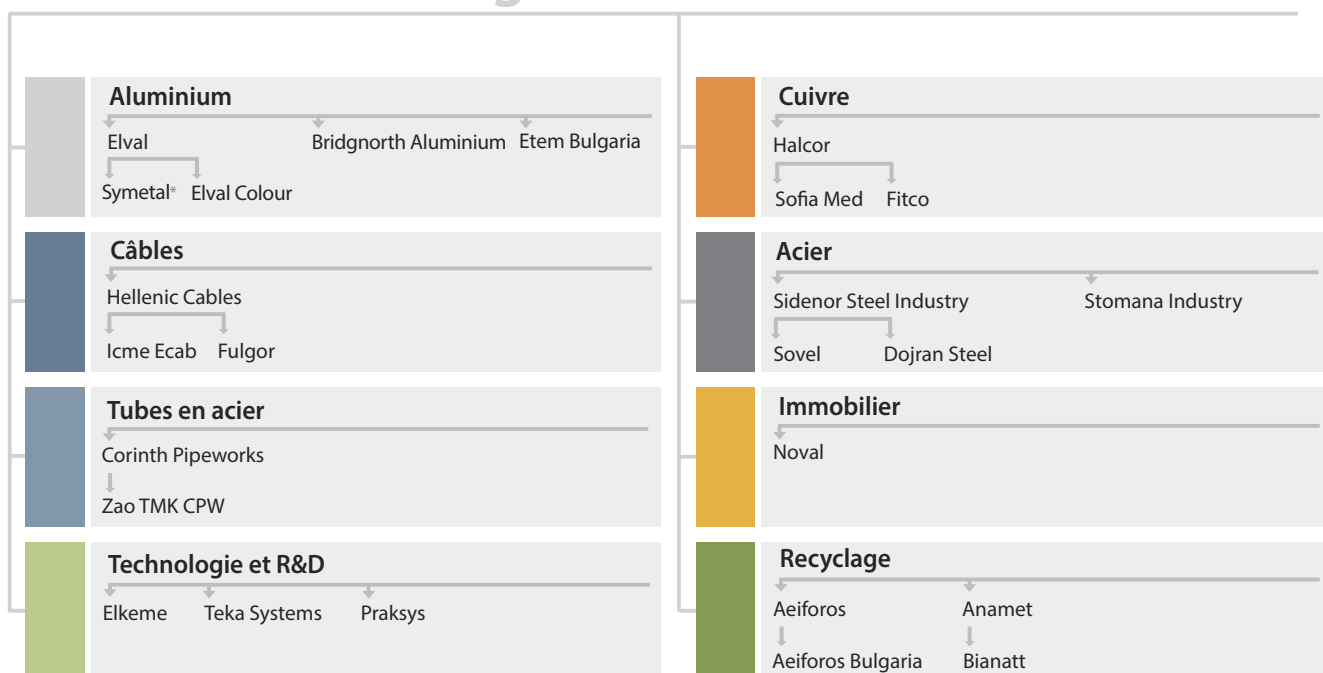 Aluminium
Elval Bridgnorth Aluminium Etem Bulgaria
Symetal* Elval Colour
Câbles
Hellenic Cables
Icme Ecab Fulgor
Tubes en acier
Corinth Pipeworks
Zao TMK CPW
Technologie et R&D
Elkeme Teka Systems Praksys
Cuivre
Halcor
Sofia Med Fitco
Acier
Sidenor Steel Industry Stomana Industry
Sovel Dojran Steel
Immobilier
Noval
Recyclage
Aeiforos Anamet
Aeiforos Bulgaria Bianatt